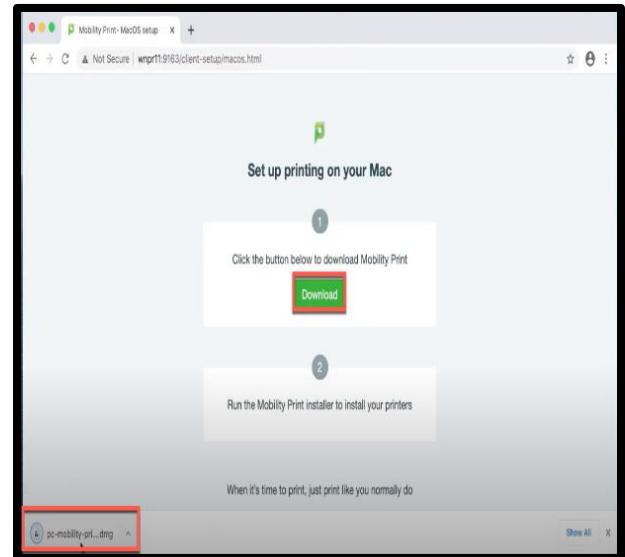 Mobility Print- MacOS setup
Not Secure wnpr11:9163/client-setup/macos.html
Set up printing on your Mac
1
Click the button below to download Mobility Print
Download
2
Run the Mobility Print installer to install your printers
When it's time to print, just print like you normally do
pc-mobility-pri...dmg
Show All